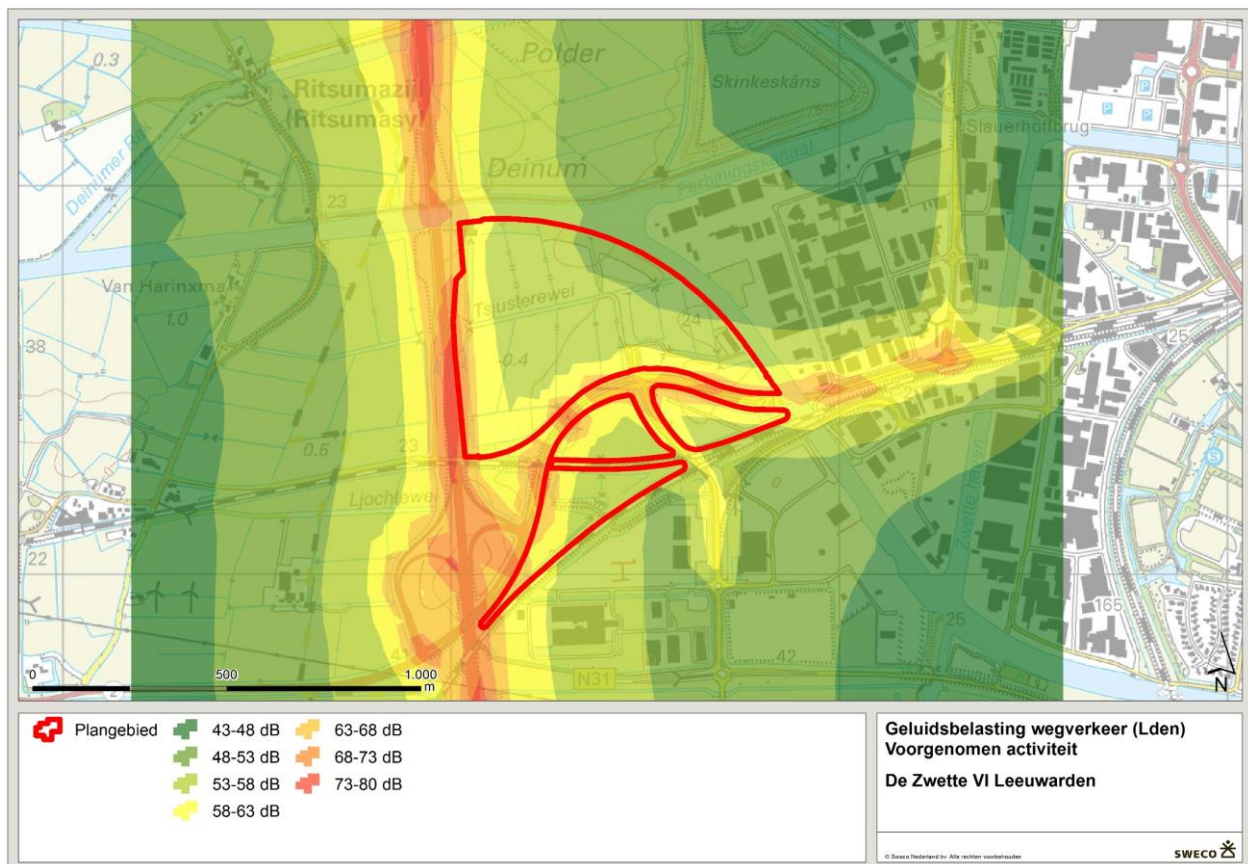 0.3
Polder
Skinkeskâns
Ritsumazijl
(Ritsumasyl)
Slauerhoffbrug
Deinumer
Deinum
23
Van Harinxma
1.0
Tsjusterewei
24
38
-0.4
25
0.5
23
Ljochtewei
Zwette haven
22
165
25
41
42
N31
0
500
1.000
m
N
Plangebied
43-48 dB
48-53 dB
53-58 dB
58-63 dB
63-68 dB
68-73 dB
73-80 dB
Geluidsbelasting wegverkeer (Lden)
Voorgenomen activiteit
De Zwette VI Leeuwarden
© Sweco Nederland bv Alle rechten voorbehouden
SWECO